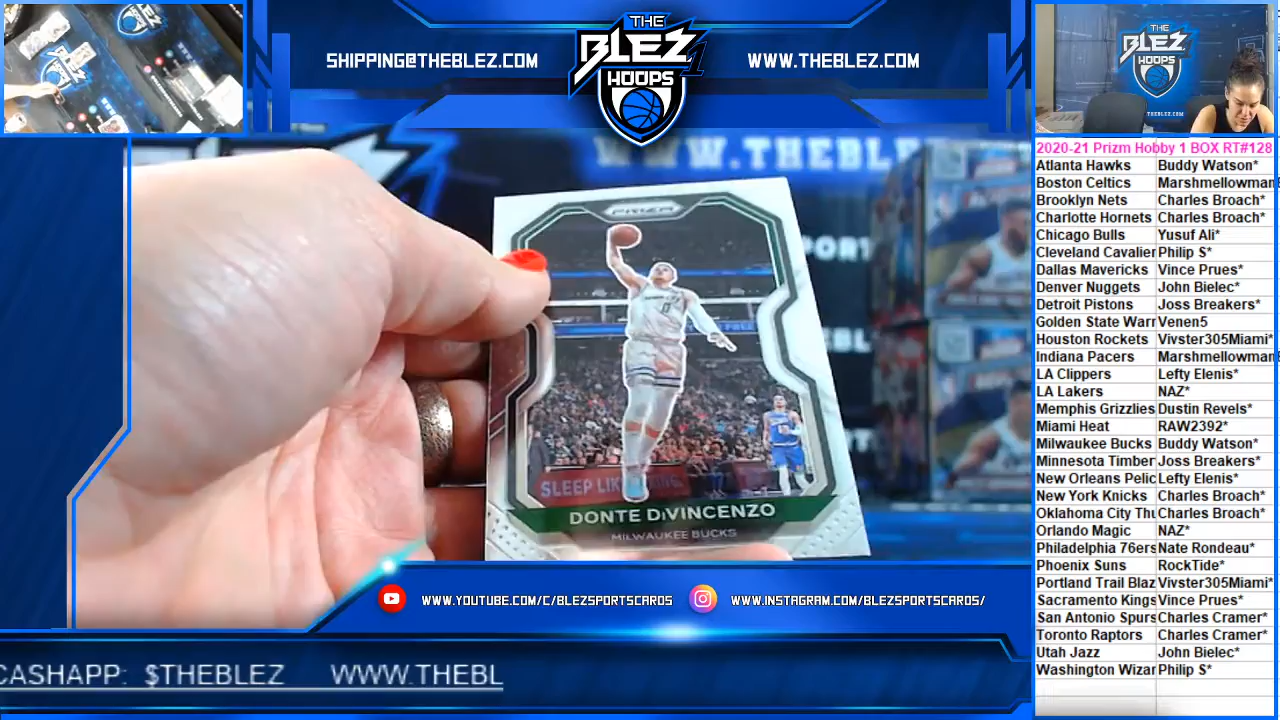 SHIPPING@THEBLEZ.COM
THE
BLEZ
HOOPS
WWW.THEBLEZ.COM
THE
BLEZ
WWW.THEBLEZ.COM
WWW.THEBL
PRIZM
SLEEP LIK
DONTE DIVINCENZO
MILWAUKEE BUCKS
2020-21 Prizm Hobby 1 BOX RT#128
Atlanta Hawks Buddy Watson*
Boston Celtics Marshmellowman
Brooklyn Nets Charles Broach*
Charlotte Hornets Charles Broach*
Chicago Bulls Yusuf Ali*
Cleveland Cavalier Philip S*
Dallas Mavericks Vince Prues*
Denver Nuggets John Bielec*
Detroit Pistons Joss Breakers*
Golden State Warr Venen5
Houston Rockets Vivster305Miami*
Indiana Pacers Marshmellowman
LA Clippers Lefty Elenis*
LA Lakers NAZ*
Memphis Grizzlies Dustin Revels*
Miami Heat RAW2392*
Milwaukee Bucks Buddy Watson*
Minnesota Timber Joss Breakers*
New Orleans Pelic Lefty Elenis*
New York Knicks Charles Broach*
Oklahoma City Thu Charles Broach*
Orlando Magic NAZ*
Philadelphia 76ers Nate Rondeau*
Phoenix Suns RockTide*
Portland Trail Blaz Vivster305Miami*
Sacramento Kings Vince Prues*
San Antonio Spurs Charles Cramer*
Toronto Raptors Charles Cramer*
Utah Jazz John Bielec*
Washington Wizar Philip S*
WWW.YOUTUBE.COM/C/BLEZSPORTSCARDS
WWW.INSTAGRAM.COM/BLEZSPORTSCARDS/
CASHAPP: $THEBLEZ WWW.THEBL